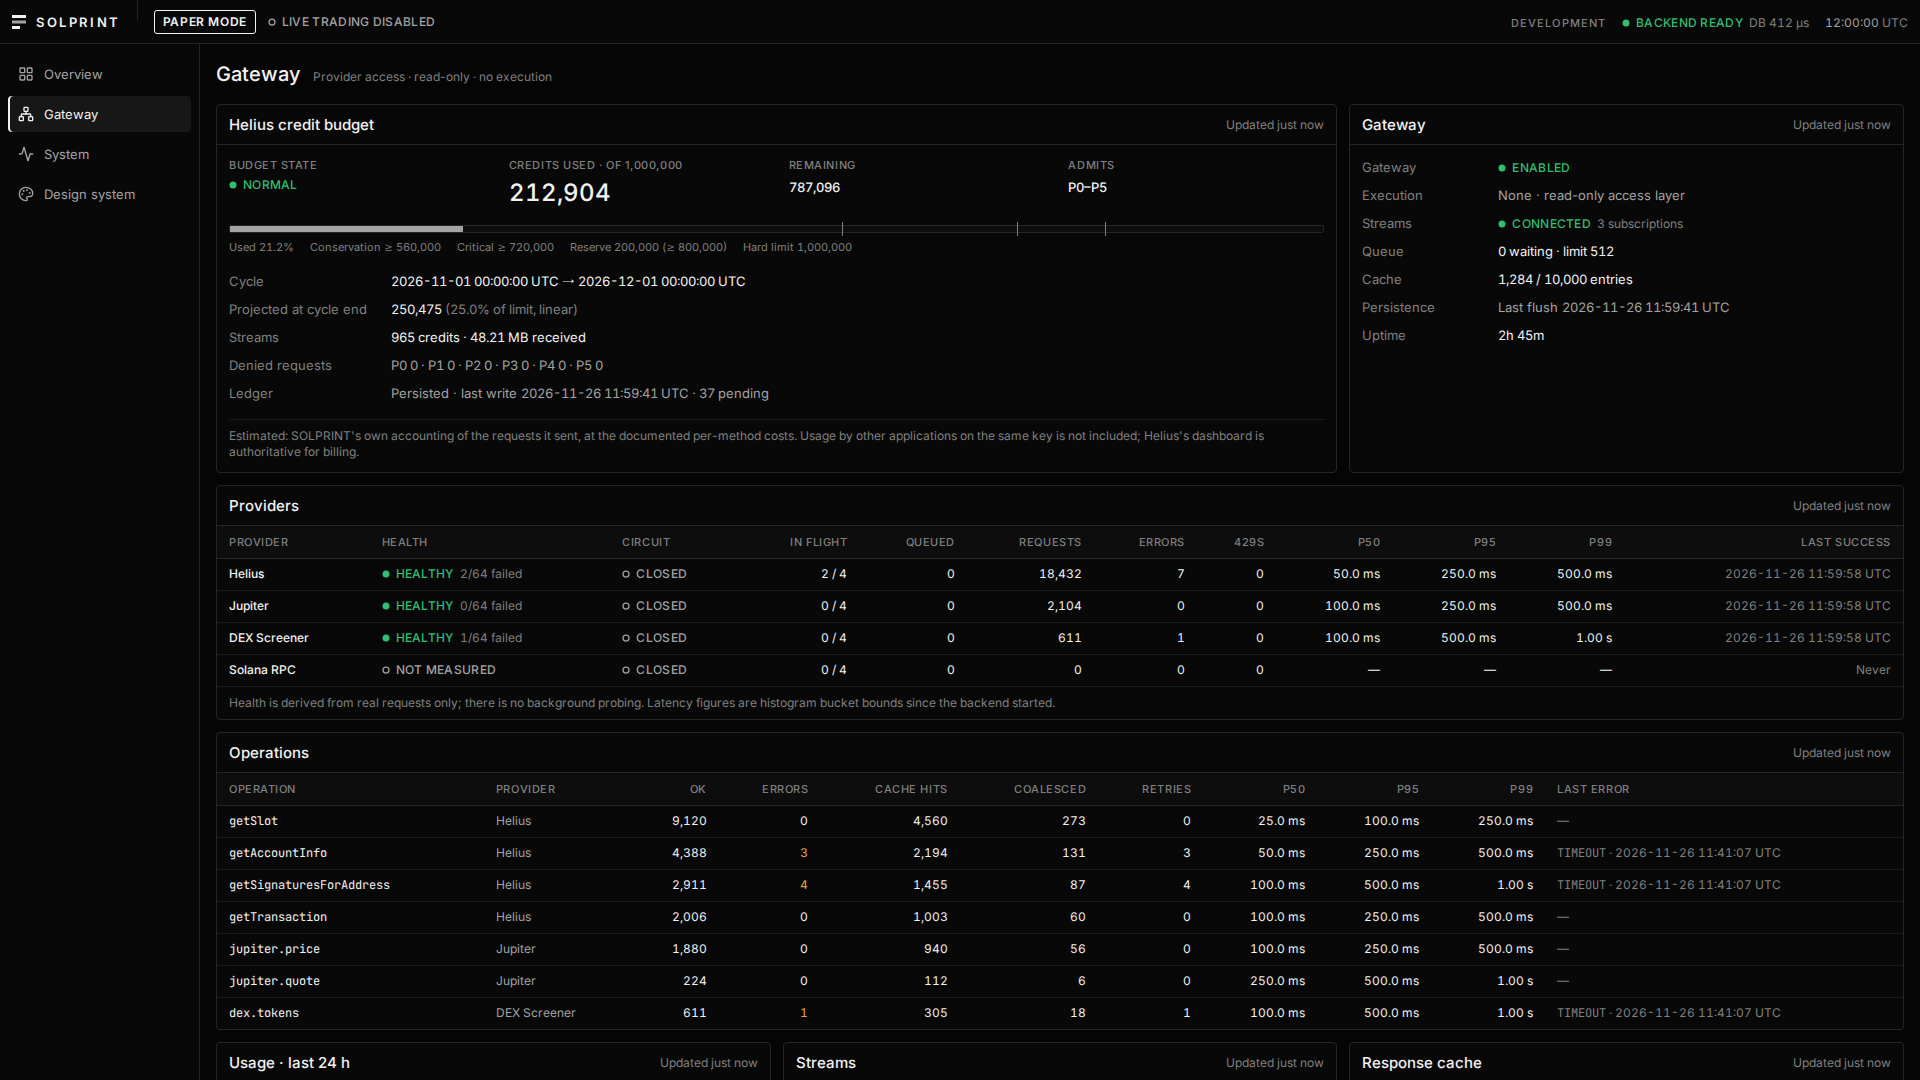 SOLPRINT PAPER MODE LIVE TRADING DISABLED DEVELOPMENT BACKEND READY DB 412 µs 12:00:00 UTC
Overview
Gateway
System
Design system
Gateway Provider access · read-only · no execution
Helius credit budget Updated just now
BUDGET STATE CREDITS USED · OF 1,000,000 REMAINING ADMITS
NORMAL 212,904 787,096 P0–P5
Used 21.2% Conservation ≥ 560,000 Critical ≥ 720,000 Reserve 200,000 (≥ 800,000) Hard limit 1,000,000
Cycle 2026-11-01 00:00:00 UTC → 2026-12-01 00:00:00 UTC
Projected at cycle end 250,475 (25.0% of limit, linear)
Streams 965 credits · 48.21 MB received
Denied requests P0 0 · P1 0 · P2 0 · P3 0 · P4 0 · P5 0
Ledger Persisted · last write 2026-11-26 11:59:41 UTC · 37 pending
Estimated: SOLPRINT's own accounting of the requests it sent, at the documented per-method costs. Usage by other applications on the same key is not included; Helius's dashboard is
authoritative for billing.
Gateway Updated just now
Gateway ENABLED
Execution None · read-only access layer
Streams CONNECTED 3 subscriptions
Queue 0 waiting · limit 512
Cache 1,284 / 10,000 entries
Persistence Last flush 2026-11-26 11:59:41 UTC
Uptime 2h 45m
Providers Updated just now
PROVIDER HEALTH CIRCUIT IN FLIGHT QUEUED REQUESTS ERRORS 429S P50 P95 P99 LAST SUCCESS
Helius HEALTHY 2/64 failed CLOSED 2 / 4 0 18,432 7 0 50.0 ms 250.0 ms 500.0 ms 2026-11-26 11:59:58 UTC
Jupiter HEALTHY 0/64 failed CLOSED 0 / 4 0 2,104 0 0 100.0 ms 250.0 ms 500.0 ms 2026-11-26 11:59:58 UTC
DEX Screener HEALTHY 1/64 failed CLOSED 0 / 4 0 611 1 0 100.0 ms 500.0 ms 1.00 s 2026-11-26 11:59:58 UTC
Solana RPC NOT MEASURED CLOSED 0 / 4 0 0 0 0 — — — Never
Health is derived from real requests only; there is no background probing. Latency figures are histogram bucket bounds since the backend started.
Operations Updated just now
OPERATION PROVIDER OK ERRORS CACHE HITS COALESCED RETRIES P50 P95 P99 LAST ERROR
getSlot Helius 9,120 0 4,560 273 0 25.0 ms 100.0 ms 250.0 ms —
getAccountInfo Helius 4,388 3 2,194 131 3 50.0 ms 250.0 ms 500.0 ms TIMEOUT · 2026-11-26 11:41:07 UTC
getSignaturesForAddress Helius 2,911 4 1,455 87 4 100.0 ms 500.0 ms 1.00 s TIMEOUT · 2026-11-26 11:41:07 UTC
getTransaction Helius 2,006 0 1,003 60 0 100.0 ms 250.0 ms 500.0 ms —
jupiter.price Jupiter 1,880 0 940 56 0 100.0 ms 250.0 ms 500.0 ms —
jupiter.quote Jupiter 224 0 112 6 0 250.0 ms 500.0 ms 1.00 s —
dex.tokens DEX Screener 611 1 305 18 1 100.0 ms 500.0 ms 1.00 s TIMEOUT · 2026-11-26 11:41:07 UTC
Usage · last 24 h Updated just now
Streams Updated just now
Response cache Updated just now